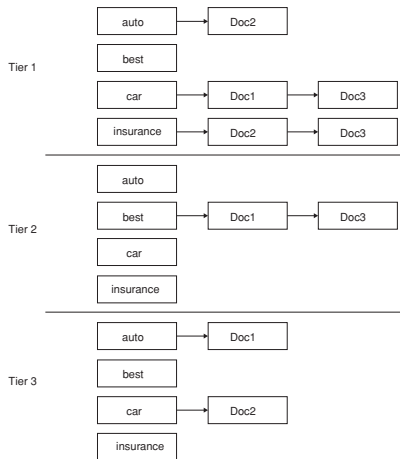 auto Doc2
Tier 1
best
car Doc1 Doc3
insurance Doc2 Doc3
auto
Tier 2
best Doc1 Doc3
car
insurance
auto Doc1
best
Tier 3
car Doc2
insurance